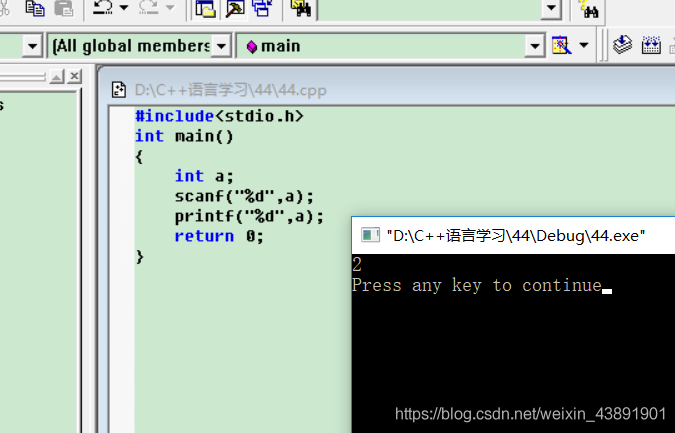 (All global members
main
s
D:\C++语言学习\44\44.cpp
#include<stdio.h>
int main()
{
int a;
scanf("%d",a);
printf("%d",a);
return 0;
}
"D:\C++语言学习\44\Debug\44.exe"
2
Press any key to continue
https://blog.csdn.net/weixin_43891901